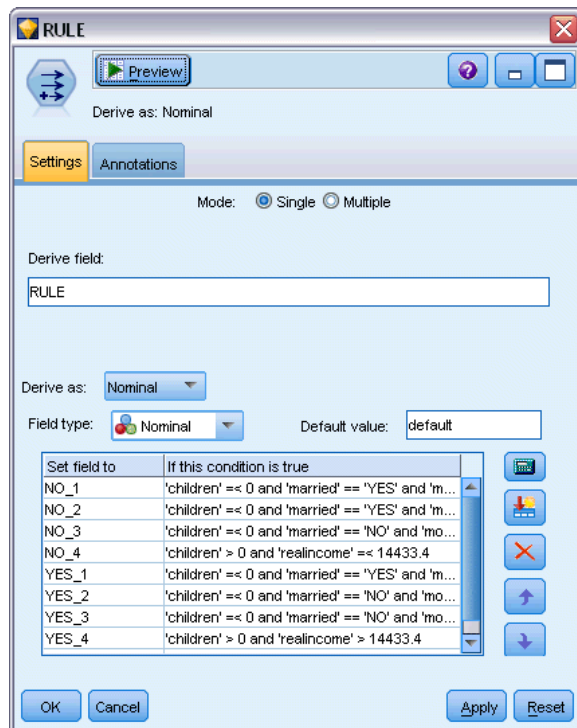 RULE
Preview
Derive as: Nominal
Settings Annotations
Mode: Single Multiple
Derive field:
RULE
Derive as: Nominal
Field type: Nominal Default value: default
Set field to If this condition is true
NO_1 'children' =< 0 and 'married' == 'YES' and 'm...
NO_2 'children' =< 0 and 'married' == 'YES' and 'm...
NO_3 'children' =< 0 and 'married' == 'NO' and 'mo...
NO_4 'children' > 0 and 'realincome' =< 14433.4
YES_1 'children' =< 0 and 'married' == 'YES' and 'm...
YES_2 'children' =< 0 and 'married' == 'NO' and 'mo...
YES_3 'children' =< 0 and 'married' == 'NO' and 'mo...
YES_4 'children' > 0 and 'realincome' > 14433.4
OK Cancel Apply Reset